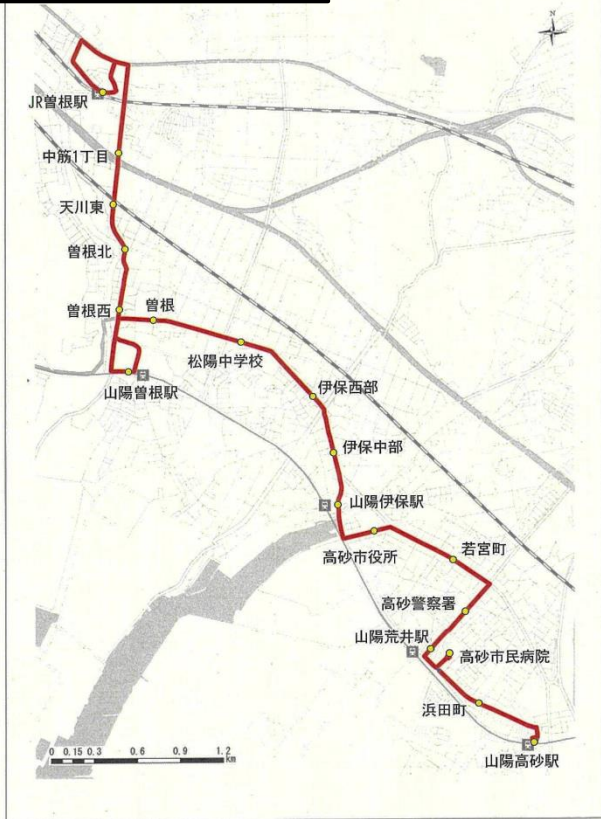 N
JR曽根駅
中筋1丁目
天川東
曽根北
曽根西
曽根
松陽中学校
山陽曽根駅
伊保西部
伊保中部
山陽伊保駅
高砂市役所
若宮町
高砂警察署
山陽荒井駅
高砂市民病院
浜田町
山陽高砂駅
0 0.15 0.3 0.6 0.9 1.2
km